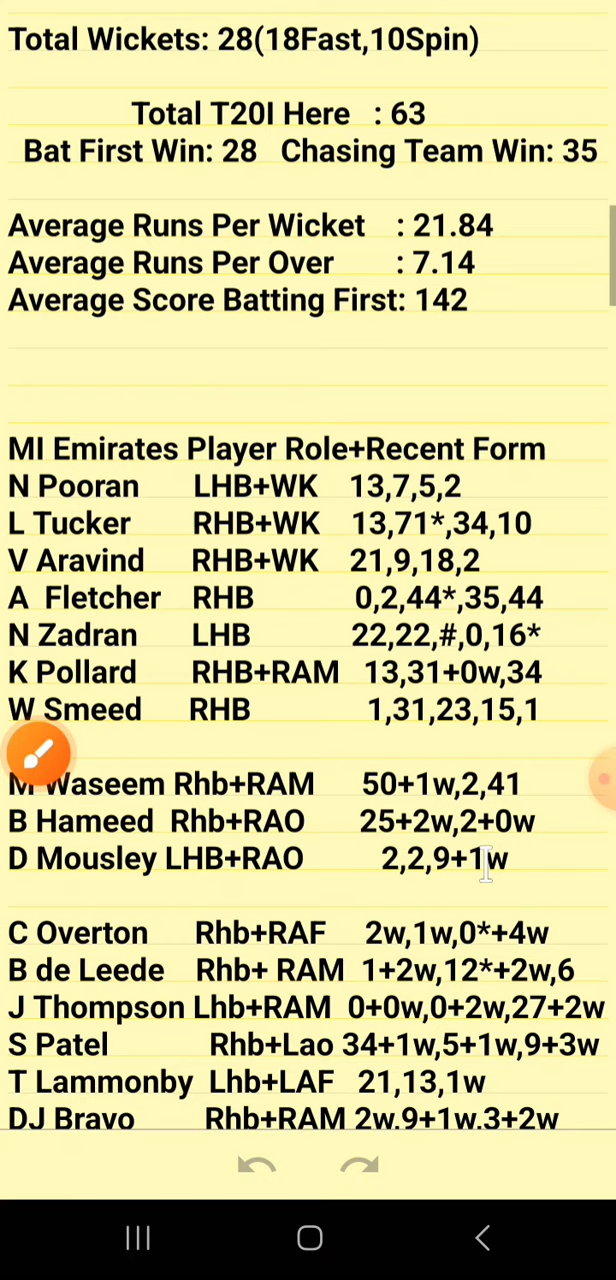 Total Wickets: 28(18Fast,10Spin)
Total T20I Here : 63
Bat First Win: 28 Chasing Team Win: 35
Average Runs Per Wicket : 21.84
Average Runs Per Over : 7.14
Average Score Batting First: 142
MI Emirates Player Role+Recent Form
N Pooran LHB+WK 13,7,5,2
L Tucker RHB+WK 13,71*,34,10
V Aravind RHB+WK 21,9,18,2
A Fletcher RHB 0,2,44*,35,44
N Zadran LHB 22,22,#,0,16*
K Pollard RHB+RAM 13,31+0w,34
W Smeed RHB 1,31,23,15,1
M Waseem Rhb+RAM 50+1w,2,41
B Hameed Rhb+RAO 25+2w,2+0w
D Mousley LHB+RAO 2,2,9+1w
C Overton Rhb+RAF 2w,1w,0*+4w
B de Leede Rhb+ RAM 1+2w,12*+2w,6
J Thompson Lhb+RAM 0+0w,0+2w,27+2w
S Patel Rhb+Lao 34+1w,5+1w,9+3w
T Lammonby Lhb+LAF 21,13,1w
DJ Bravo Rhb+RAM 2w,9+1w,3+2w